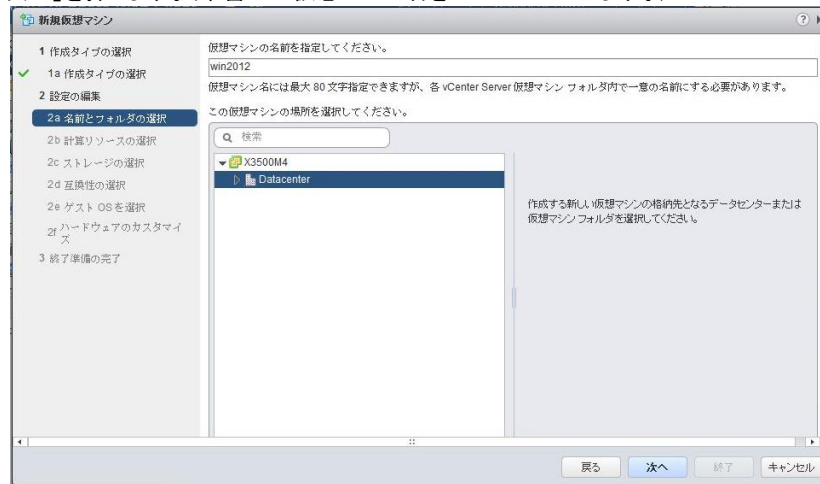 新規仮想マシン
1 作成タイプの選択
1a 作成タイプの選択
2 設定の編集
2a 名前とフォルダの選択
2b 計算リソースの選択
2c ストレージの選択
2d 互換性の選択
2e ゲスト OSを選択
2f ハードウェアのカスタマイ
ズ
3 終了準備の完了
仮想マシンの名前を指定してください。
win2012
仮想マシン名には最大 80 文字指定できますが、各 vCenter Server 仮想マシン フォルダ内で一意の名前にする必要があります。
この仮想マシンの場所を選択してください。
検索
X3500M4
Datacenter
作成する新しい仮想マシンの格納先となるデータセンターまたは
仮想マシン フォルダを選択してください。
戻る
次へ
終了
キャンセル